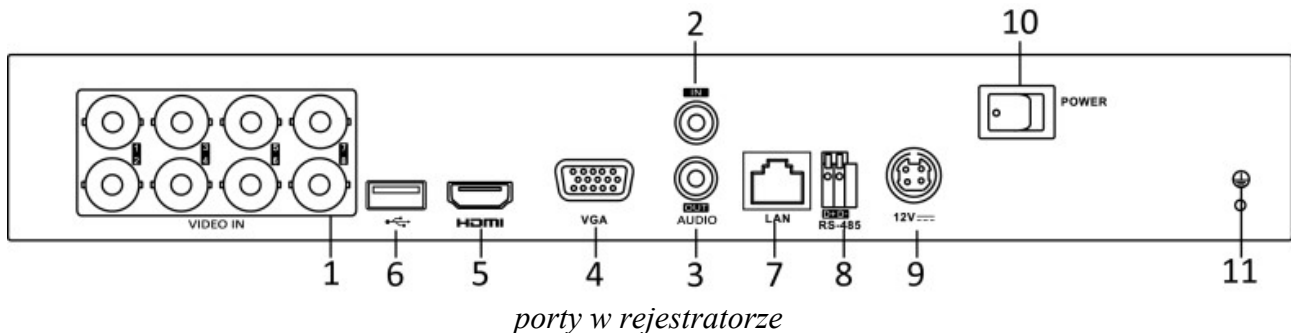 2 10
IN
POWER
VIDEO IN
HDMI
VGA
OUT
AUDIO
LAN
D+ D-
RS-485
12V
1 6 5 4 3 7 8 9 11
porty w rejestratorze